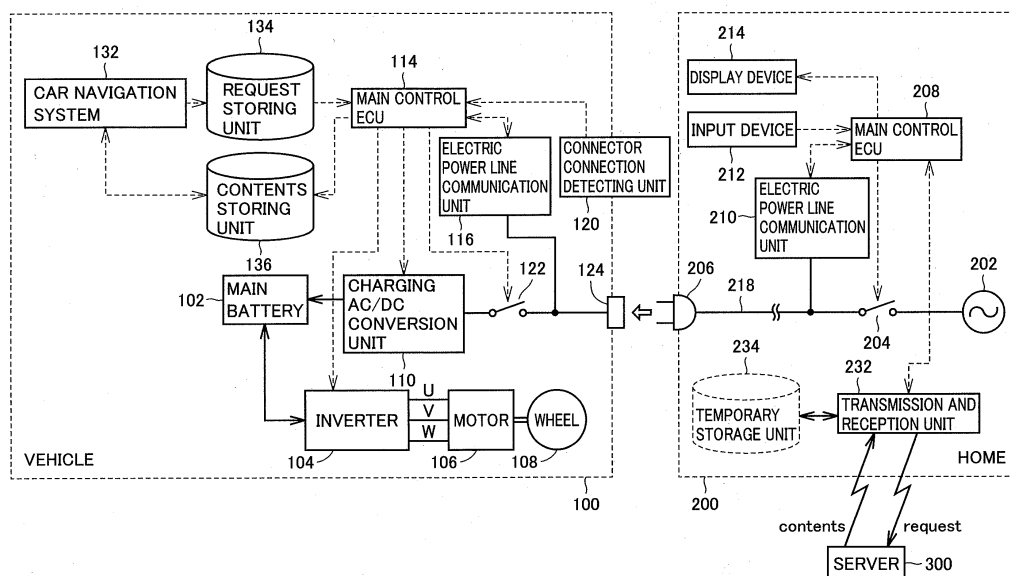 134
132
114
CAR NAVIGATION
SYSTEM
REQUEST
STORING
UNIT
MAIN CONTROL
ECU
CONTENTS
STORING
UNIT
136
ELECTRIC
POWER LINE
COMMUNICATION
UNIT
116
CONNECTOR
CONNECTION
DETECTING UNIT
120
102
MAIN
BATTERY
CHARGING
AC/DC
CONVERSION
UNIT
110
122
124
INVERTER
104
U
V
W
MOTOR
106
WHEEL
108
VEHICLE
100
214
DISPLAY DEVICE
208
INPUT DEVICE
212
MAIN CONTROL
ECU
210
ELECTRIC
POWER LINE
COMMUNICATION
UNIT
206
218
202
204
234
232
TEMPORARY
STORAGE UNIT
TRANSMISSION AND
RECEPTION UNIT
HOME
200
contents
request
SERVER
300